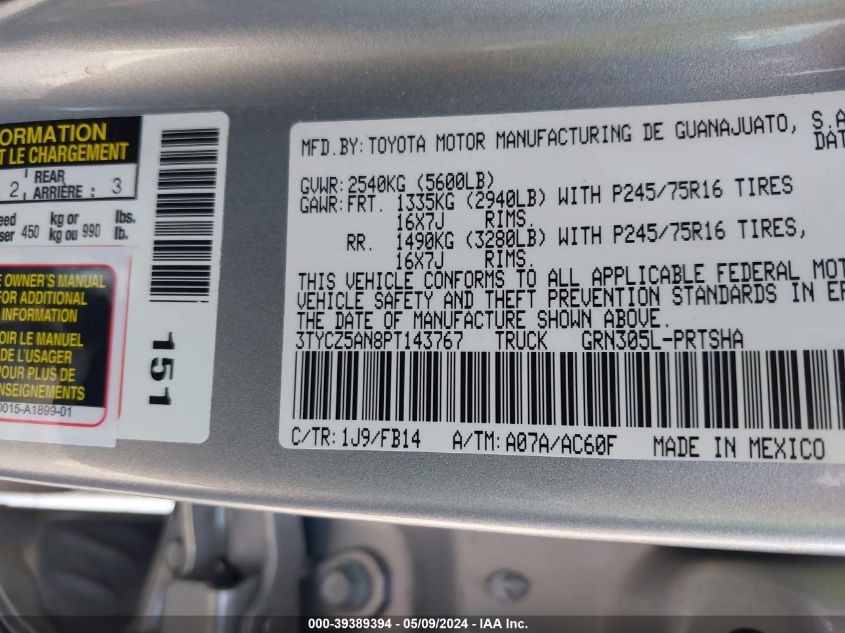 ORMATION
T LE CHARGEMENT
2, REAR ARRIÈRE : 3
eed kg or lbs.
ser 450 kg ou 990 lb.
E OWNER'S MANUAL
FOR ADDITIONAL
INFORMATION
OIR LE MANUEL
DE L'USAGER
POUR PLUS DE
ENSEIGNEMENTS
0015-A1899-01
151
MFD.BY: TOYOTA MOTOR MANUFACTURING DE GUANAJUATO, S.A
DAT
GVWR: 2540KG (5600LB)
GAWR: FRT. 1335KG (2940LB) WITH P245/75R16 TIRES
16X7J RIMS.
RR. 1490KG (3280LB) WITH P245/75R16 TIRES,
16X7J RIMS.
THIS VEHICLE CONFORMS TO ALL APPLICABLE FEDERAL MOT
VEHICLE SAFETY AND THEFT PREVENTION STANDARDS IN EF
THE DATE OF MANUFACTURE SHOWN ABOVE.
3TYCZ5AN8PT143767 TRUCK GRN305L-PRTSHA
C/TR: 1J9/FB14 A/TM: A07A/AC60F MADE IN MEXICO
000-39389394 - 05/09/2024 - IAA Inc.